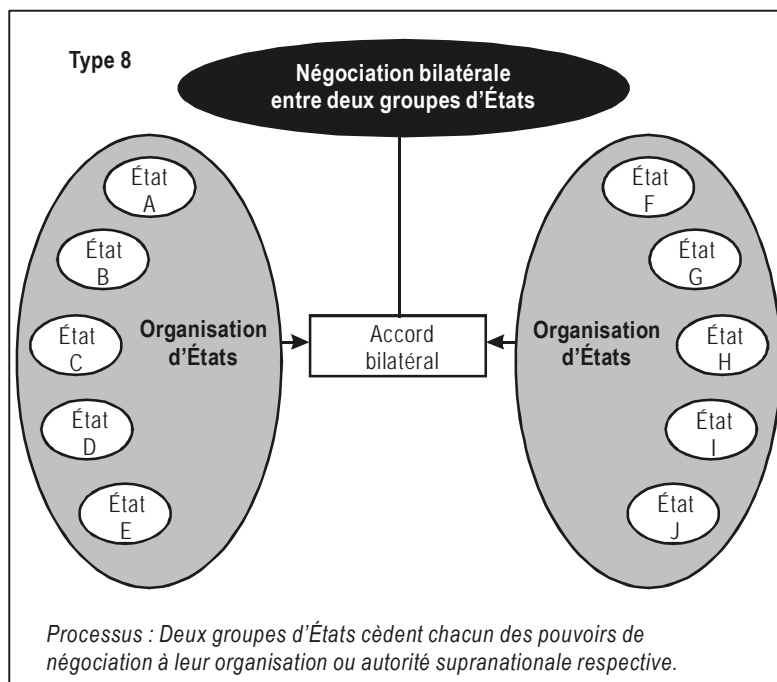 Type 8
Négociation bilatérale
entre deux groupes d'États
État
A
État
B
État
C
État
D
État
E
Organisation
d'États
Accord
bilatéral
Organisation
d'États
État
F
État
G
État
H
État
I
État
J
Processus : Deux groupes d'États cèdent chacun des pouvoirs de
négociation à leur organisation ou autorité supranationale respective.